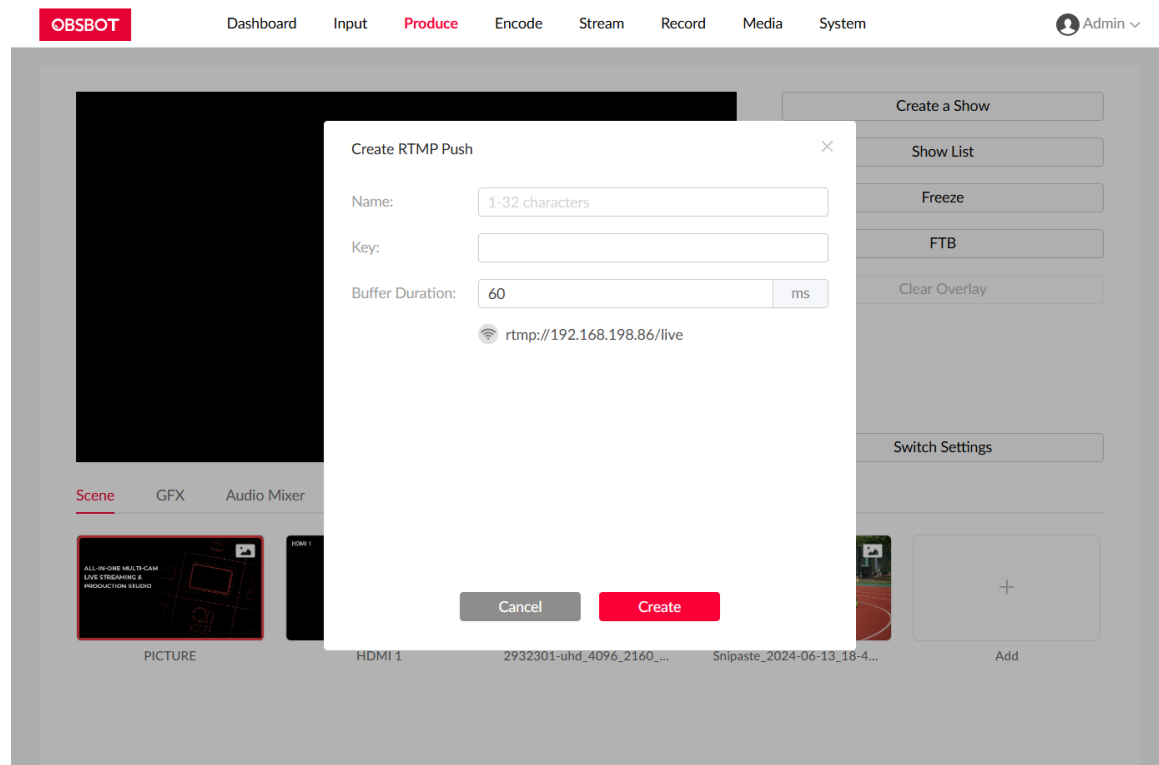 OBSBOT Dashboard Input Produce Encode Stream Record Media System Admin
Create a Show
Show List
Freeze
FTB
Clear Overlay
Switch Settings
Create RTMP Push
Name: 1-32 characters
Key:
Buffer Duration: 60 ms
rtmp://192.168.198.86/live
Cancel Create
Scene GFX Audio Mixer
ALL-IN-ONE MULTI-CAM
LIVE STREAMING &
PRODUCTION STUDIO
HDMI 1
PICTURE HDMI 1 2932301-uhd_4096_2160_... Snipaste_2024-06-13_18-4... Add